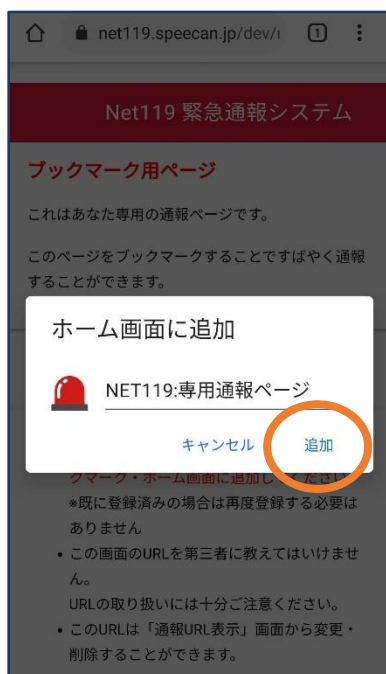 net119.speecan.jp/dev/
1
Net119 緊急通報システム
ブックマーク用ページ
これはあなた専用の通報ページです。
このページをブックマークすることですばやく通報
することができます。
ホーム画面に追加
NET119:専用通報ページ
キャンセル
追加
クマーク・ホーム画面に追加し
ください
※既に登録済みの場合は再度登録する必要は
ありません
• この画面のURLを第三者に教えてはいけませ
ん。
URLの取り扱いには十分ご注意ください。
• このURLは「通報URL表示」画面から変更・
削除することができます。